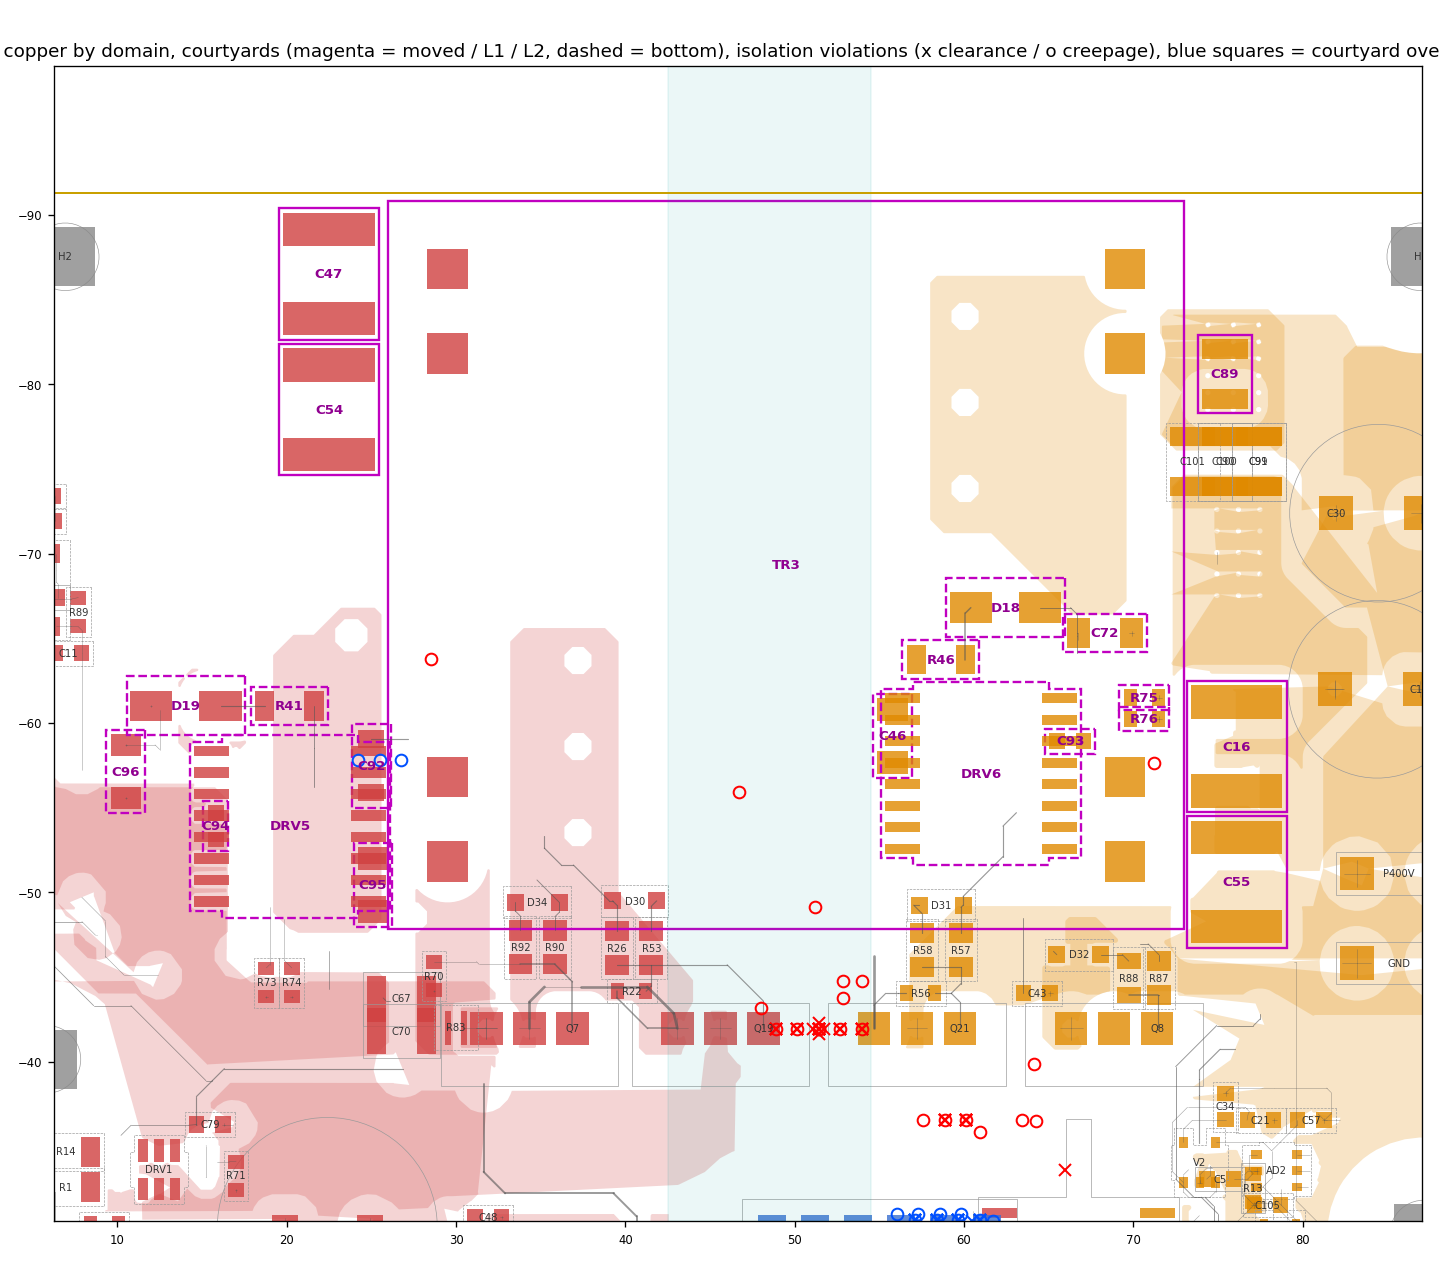 copper by domain, courtyards (magenta = moved / L1 / L2, dashed = bottom), isolation violations (x clearance / o creepage), blue squares = courtyard ove
−90
H2
H
C47
C89
−80
C54
C101
C99
C30
−70
TR3
D18
R89
C72
C11
R46
D19
R41
R75
C1
R76
−60
C46
C93
C16
C92
C96
DRV6
C94
DRV5
C95
C55
P400V
−50
D34
D30
D31
R92
R90
R26
R53
R58
R57
D32
GND
R70
R73
R74
R88
R87
C67
R22
R56
C43
C70
R83
Q7
Q19
Q21
Q8
−40
C34
C79
C21
C57
R14
DRV1
V2
AD2
R71
C5
R1
R13
C48
C105
10
20
30
40
50
60
70
80